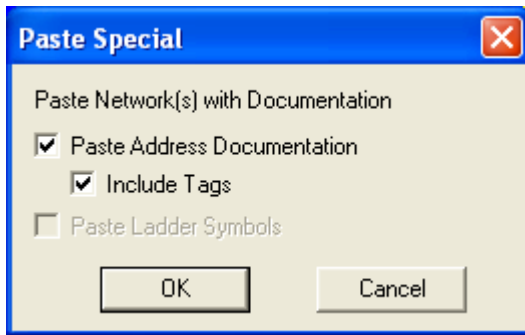 Paste Special
Paste Network(s) with Documentation
Paste Address Documentation
Include Tags
Paste Ladder Symbols
OK Cancel